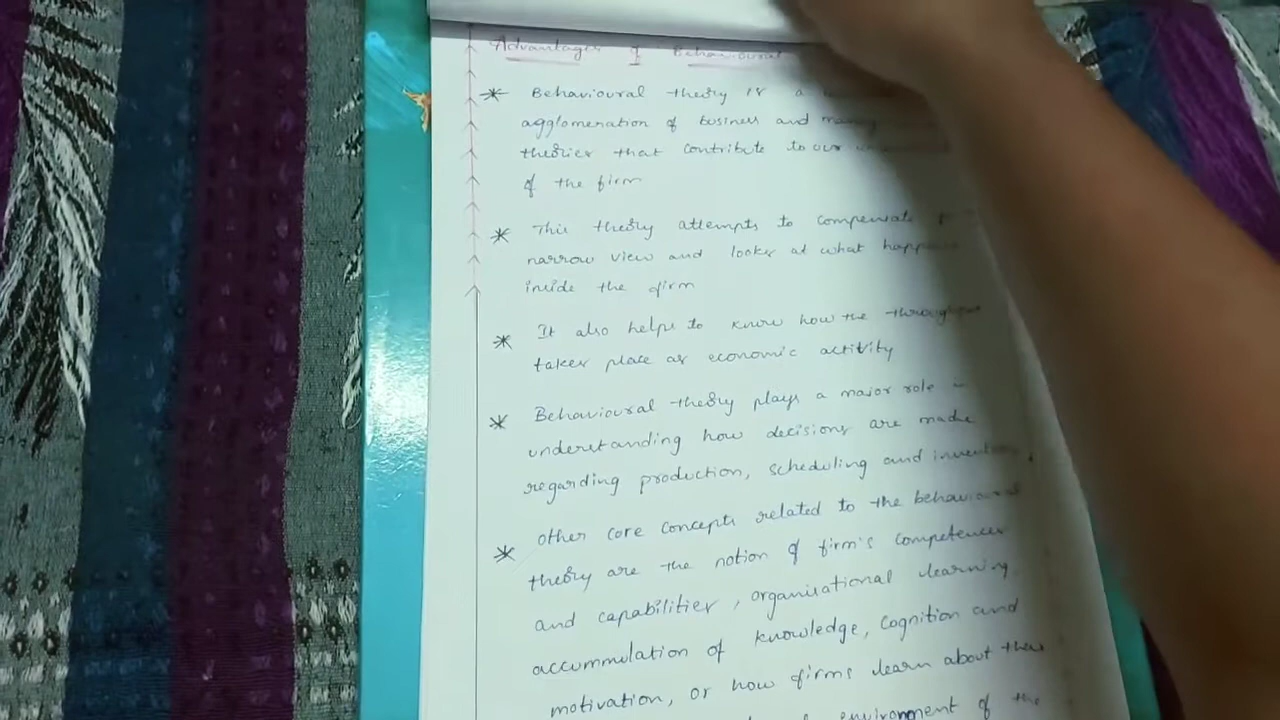 Advantages of Behavioural
Behavioural theory is a
agglomeration of business and
theories that contribute to our
of the firm
This theory attempts to compensate
narrow view and looks at what happens
inside the firm
It also helps to know how the
takes place as economic activity
Behavioural theory plays a major role
understanding how decisions are made
regarding production, scheduling and
other core concepts related to the behavioural
theory are the notion of firm's competences
and capabilities, organisational learning
accummulation of knowledge, cognition and
motivation, or how firms learn about their
environment of the